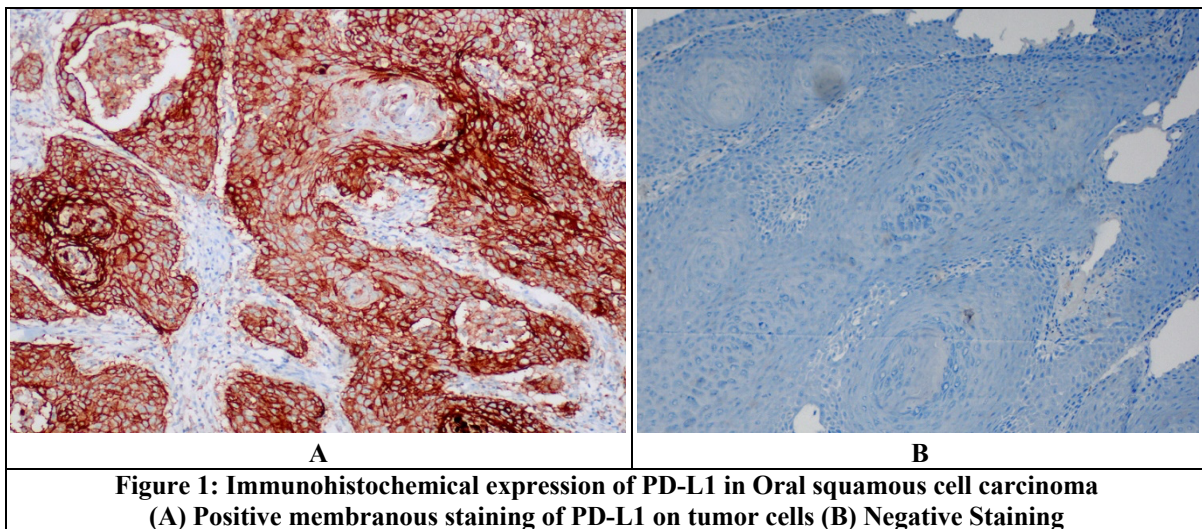 A
B
Figure 1: Immunohistochemical expression of PD-L1 in Oral squamous cell carcinoma
(A) Positive membranous staining of PD-L1 on tumor cells (B) Negative Staining